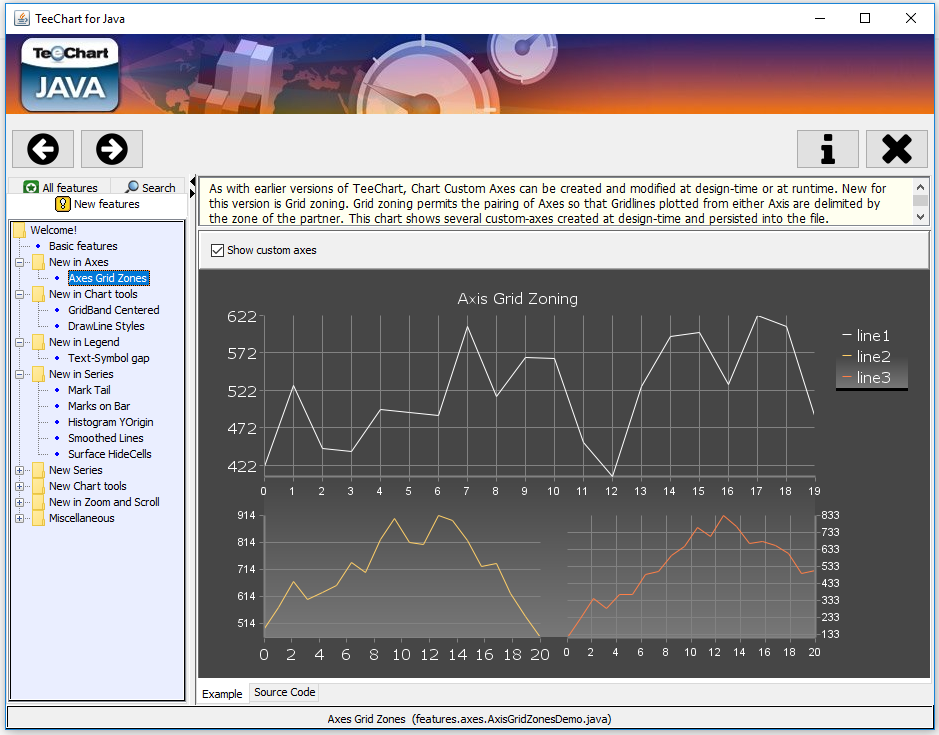 TeeChart for Java
TeeChart
JAVA
All features
Search
New features
Welcome!
Basic features
New in Axes
Axes Grid Zones
New in Chart tools
GridBand Centered
DrawLine Styles
New in Legend
Text-Symbol gap
New in Series
Mark Tail
Marks on Bar
Histogram YOrigin
Smoothed Lines
Surface HideCells
New Series
New Chart tools
New in Zoom and Scroll
Miscellaneous
As with earlier versions of TeeChart, Chart Custom Axes can be created and modified at design-time or at runtime. New for
this version is Grid zoning. Grid zoning permits the pairing of Axes so that Gridlines plotted from either Axis are delimited by
the zone of the partner. This chart shows several custom-axes created at design-time and persisted into the file.
Show custom axes
Axis Grid Zoning
622
572
522
472
422
0 1 2 3 4 5 6 7 8 9 10 11 12 13 14 15 16 17 18 19
line1
line2
line3
914
814
714
614
514
0 2 4 6 8 10 12 14 16 18 20
833
733
633
533
433
333
233
133
0 2 4 6 8 10 12 14 16 18 20
Example
Source Code
Axes Grid Zones (features.axes.AxisGridZonesDemo.java)